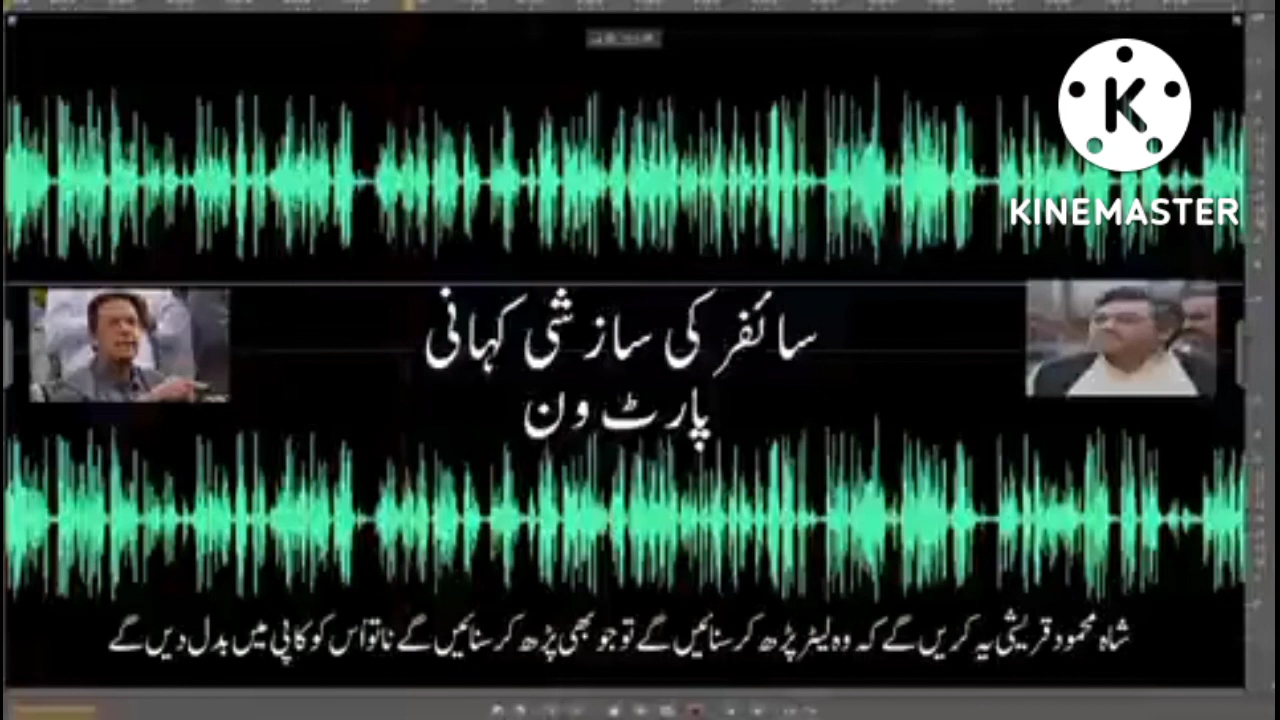 KINEMASTER
سائفر کی سازشی کہانی
پارٹ ون
شاہ محمود قریشی یہ کریں گے کہ وہ لیٹر پڑھ کر سنائیں گے تو جو بھی پڑھ کر سنائیں گے نا تو اُس کو کاپی میں بدل دیں گے